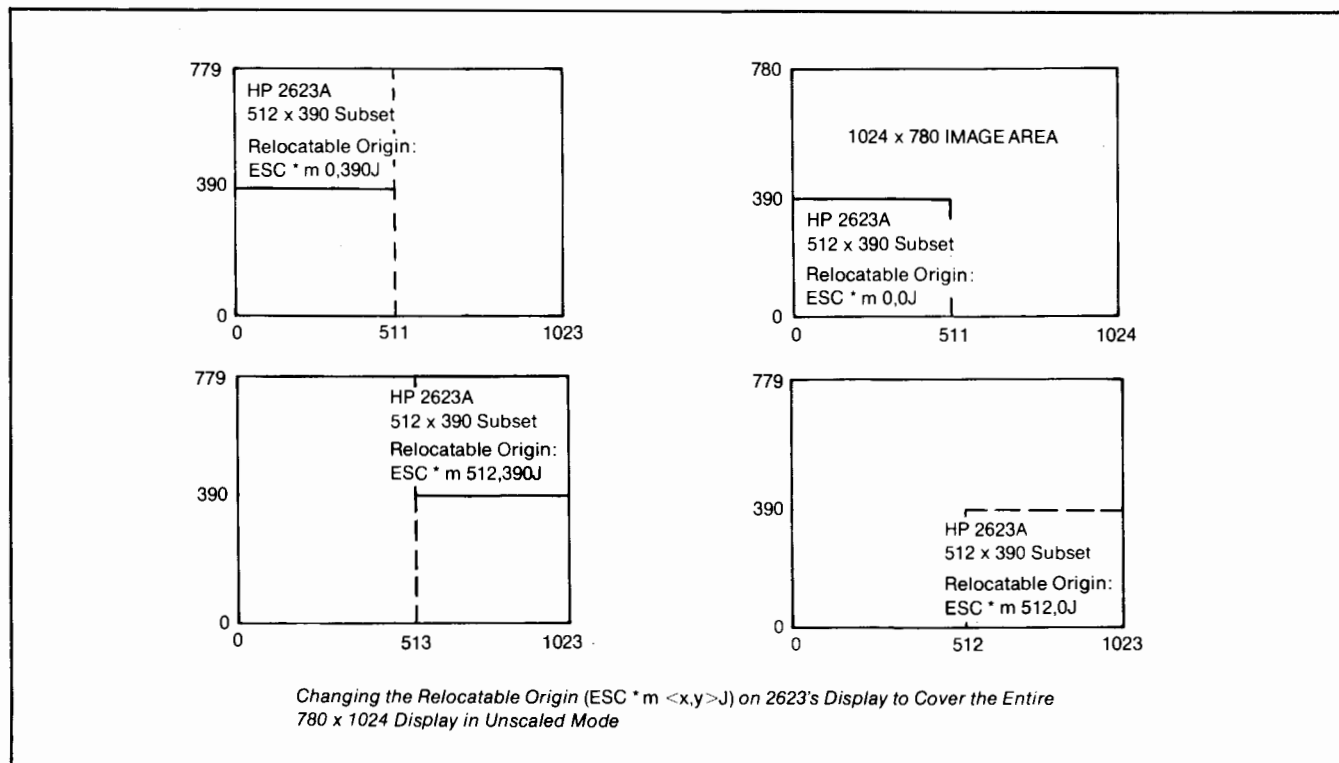 779
HP 2623A
512 x 390 Subset
Relocatable Origin:
ESC * m 0,390J
390
0
0 511 1023
780
1024 x 780 IMAGE AREA
390
HP 2623A
512 x 390 Subset
Relocatable Origin:
ESC * m 0,0J
0
0 511 1024
779
HP 2623A
512 x 390 Subset
Relocatable Origin:
ESC * m 512,390J
390
0
0 513 1023
779
390
HP 2623A
512 x 390 Subset
Relocatable Origin:
ESC * m 512,0J
0
0 512 1023
Changing the Relocatable Origin (ESC * m <x,y>J) on 2623's Display to Cover the Entire
780 x 1024 Display in Unscaled Mode